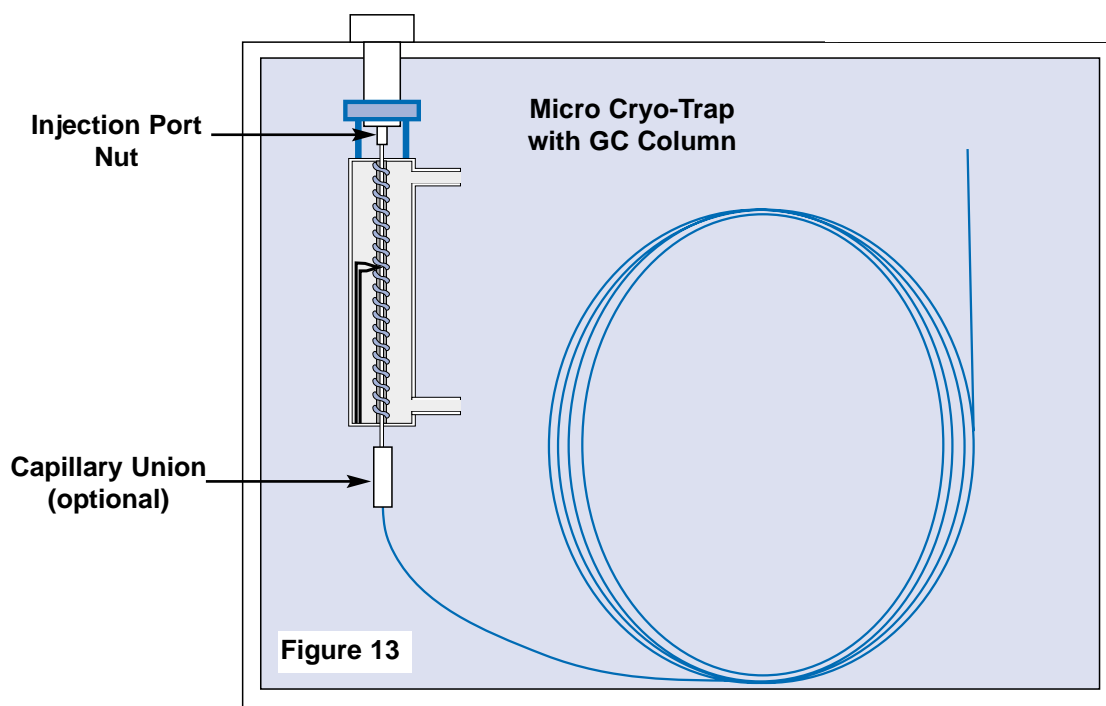 Micro Cryo-Trap
with GC Column
Injection Port
Nut
Capillary Union
(optional)
Figure 13